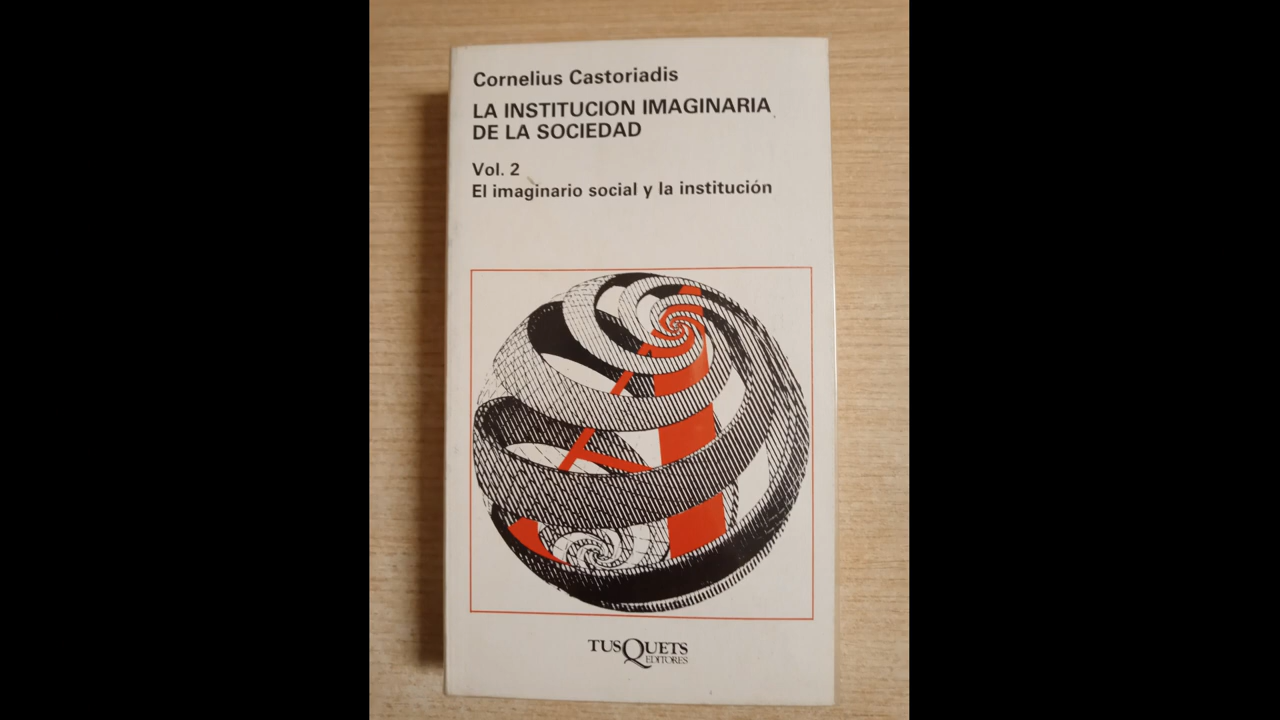 Cornelius Castoriadis
LA INSTITUCION IMAGINARIA
DE LA SOCIEDAD
Vol. 2
El imaginario social y la institución
TUSQUETS
EDITORES